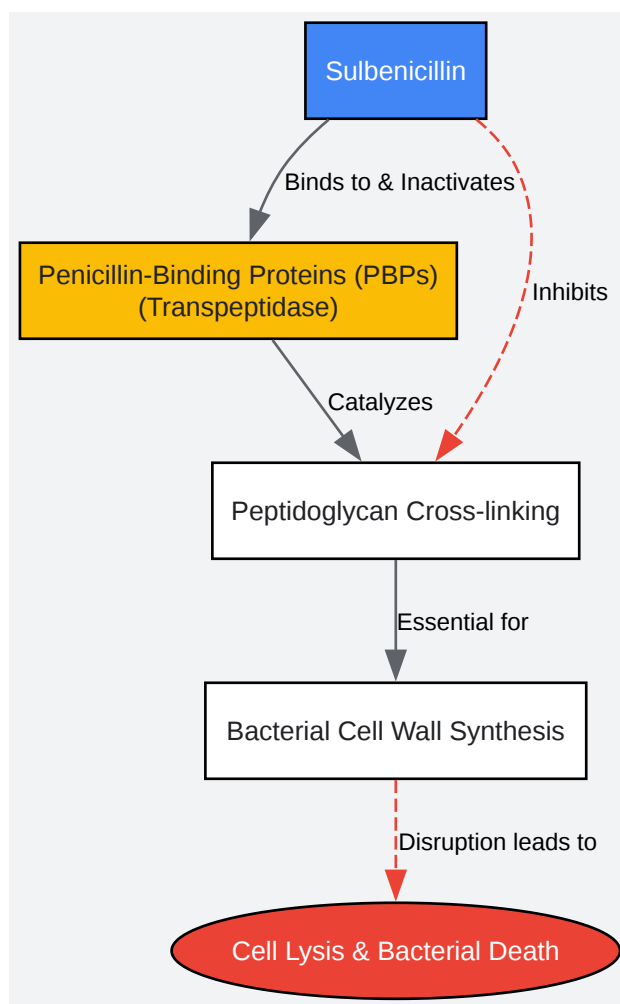 Sulbenicillin
Binds to & Inactivates
Penicillin-Binding Proteins (PBPs)
(Transpeptidase)
Inhibits
Catalyzes
Peptidoglycan Cross-linking
Essential for
Bacterial Cell Wall Synthesis
Disruption leads to
Cell Lysis & Bacterial Death